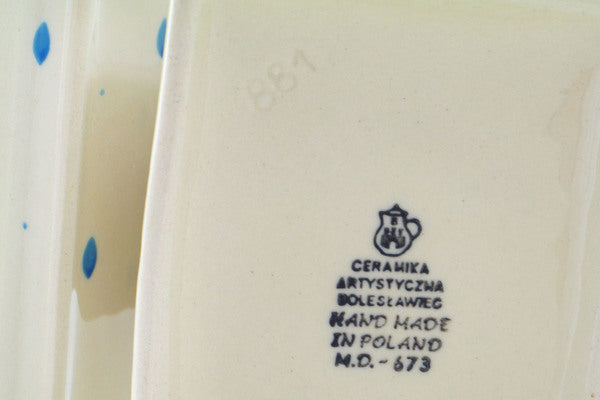 881
CERAMIKA
ARTYSTYCZNA
BOLESŁAWIEC
HAND MADE
IN POLAND
M.D. - 673